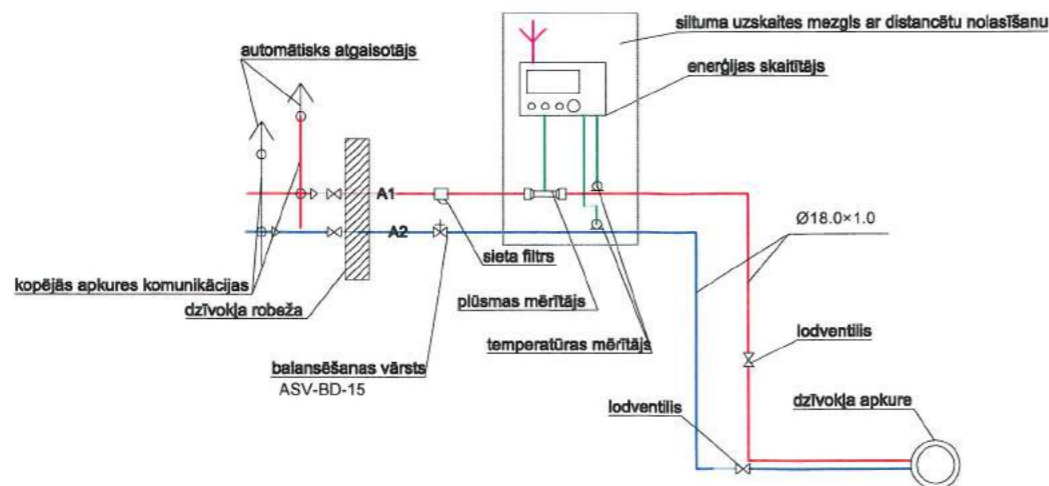 siltuma uzskaites mezgls ar distancētu nolasīšanu
automātisks atgaisotājs
enerģijas skaitītājs
A1
Ø18.0×1.0
A2
sieta filtrs
kopējās apkures komunikācijas
plūsmas mērītājs
dzīvokļa robeža
lodventilis
temperatūras mērītājs
balansēšanas vārsts
ASV-BD-15
lodventilis
dzīvokļa apkure